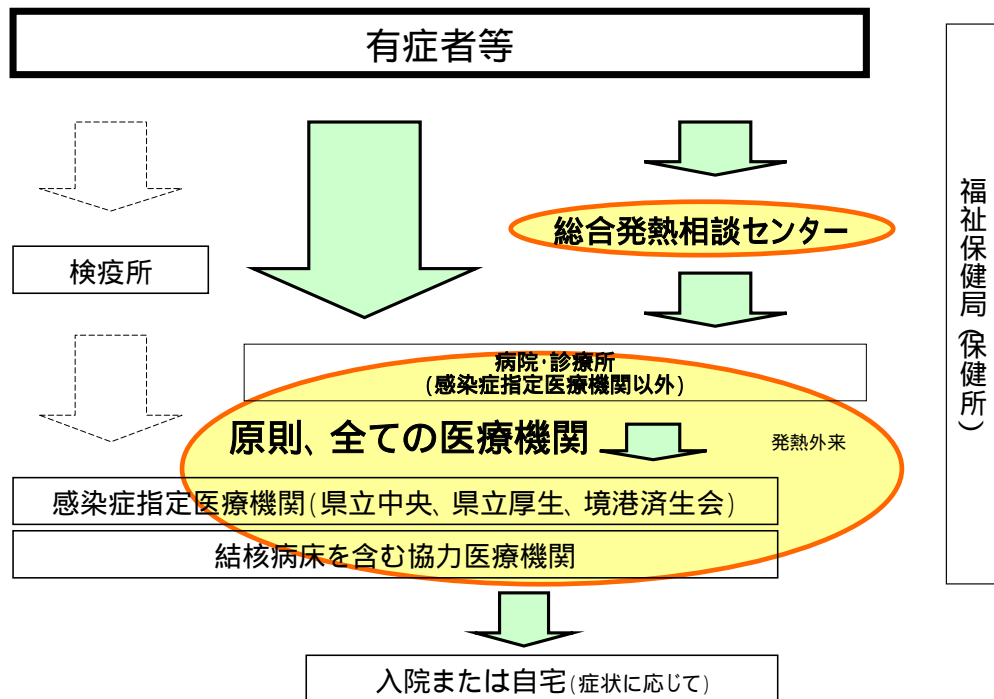 有症者等
総合発熱相談センター
検疫所
病院・診療所
(感染症指定医療機関以外)
原則、全ての医療機関
発熱外来
感染症指定医療機関(県立中央、県立厚生、境港済生会)
結核病床を含む協力医療機関
入院または自宅(症状に応じて)
福祉保健局(保健所)